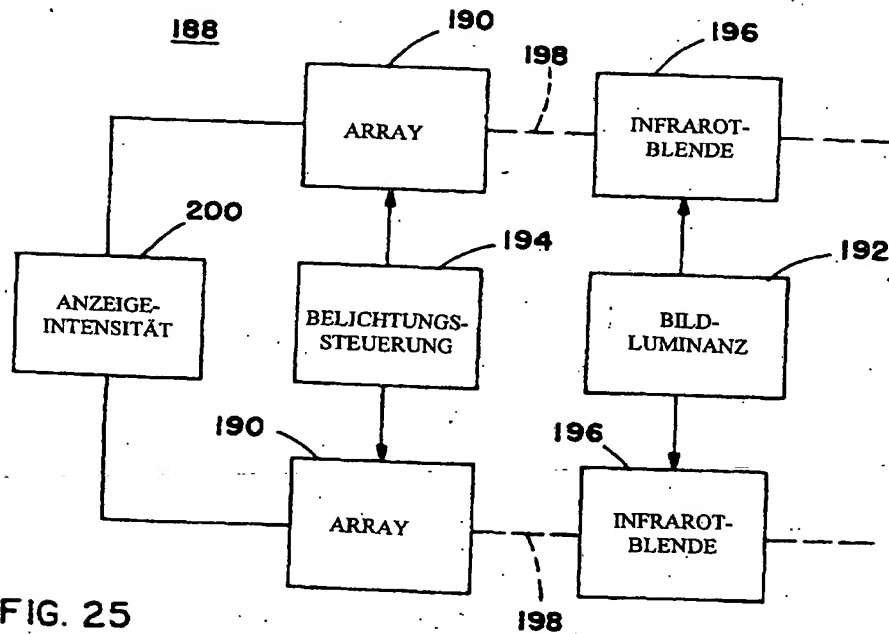 188
190
198
196
ARRAY
INFRAROT-
BLENDE
200
194
192
ANZEIGE-
INTENSITÄT
BELICHTUNGS-
STEUERUNG
BILD-
LUMINANZ
190
196
ARRAY
INFRAROT-
BLENDE
198
FIG. 25